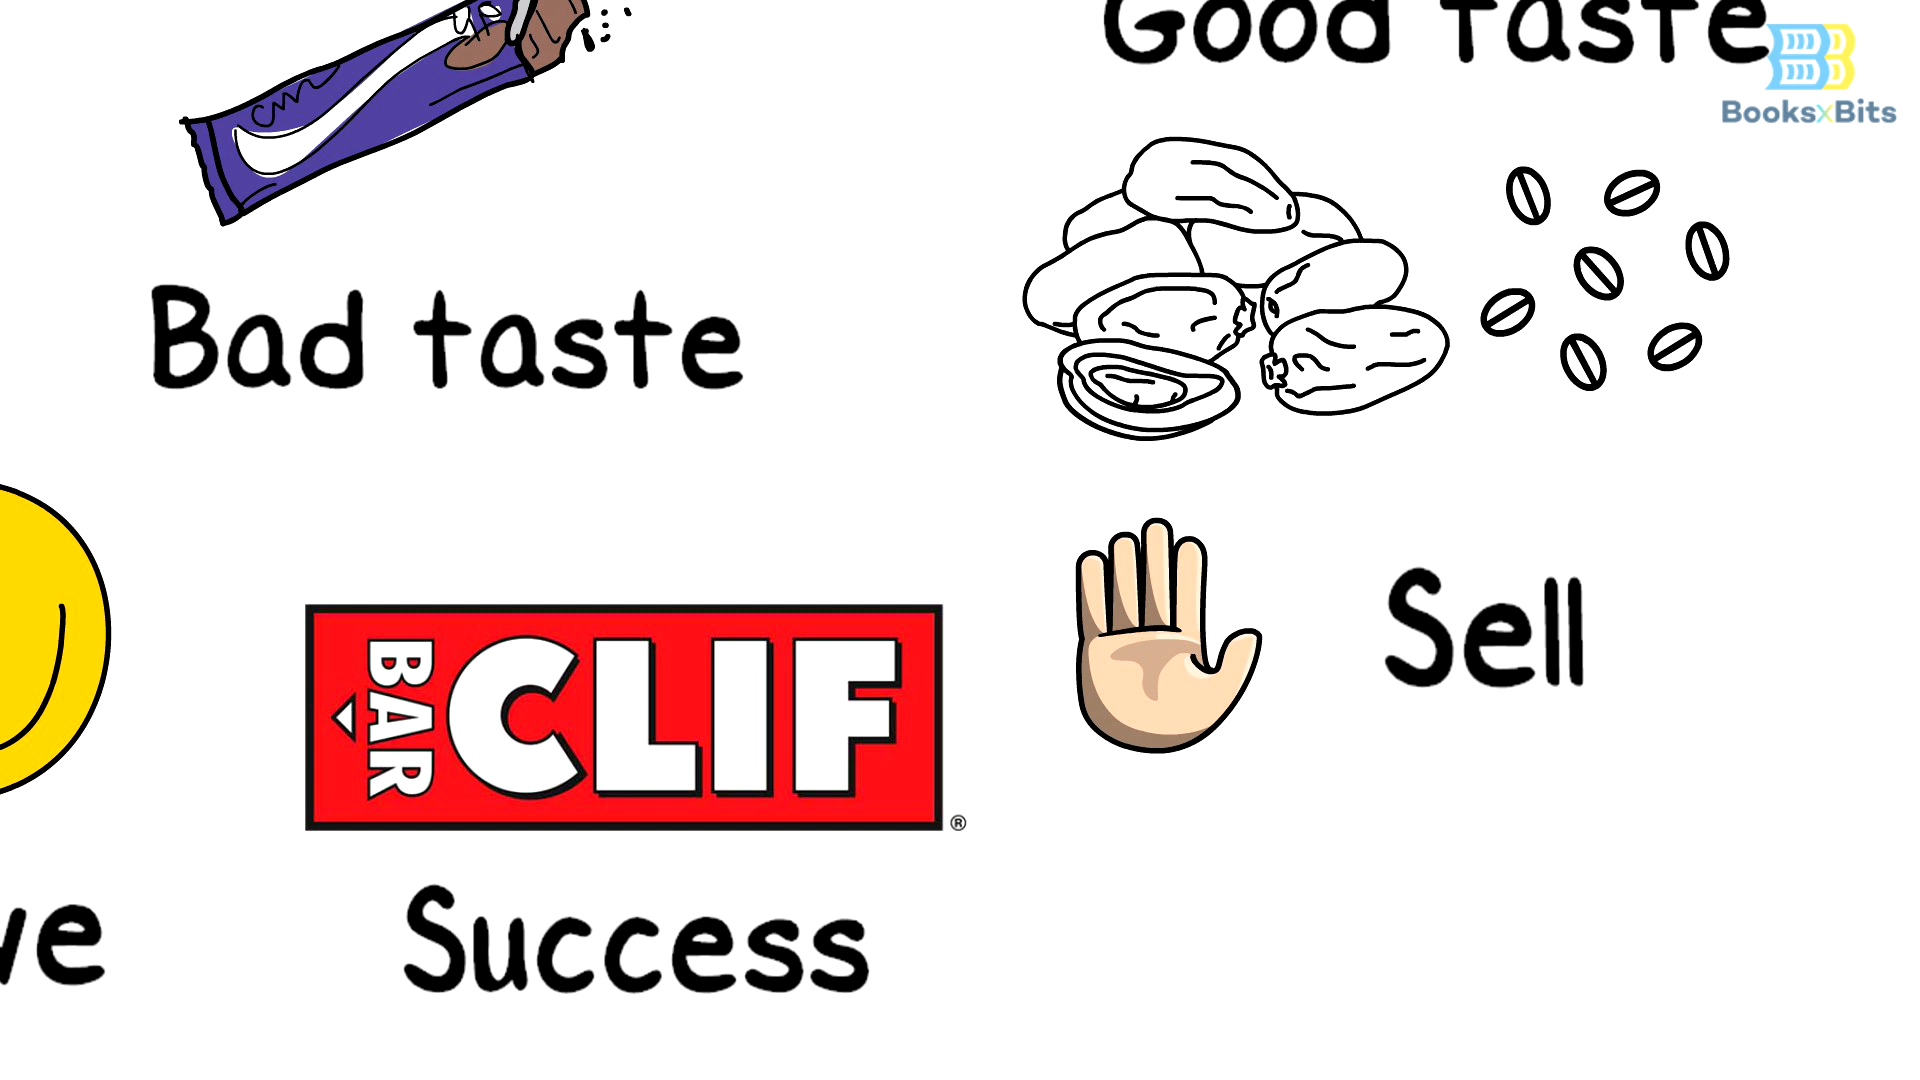 Good taste
BooksxBits
Bad taste
Sell
BAR CLIF
®
Success